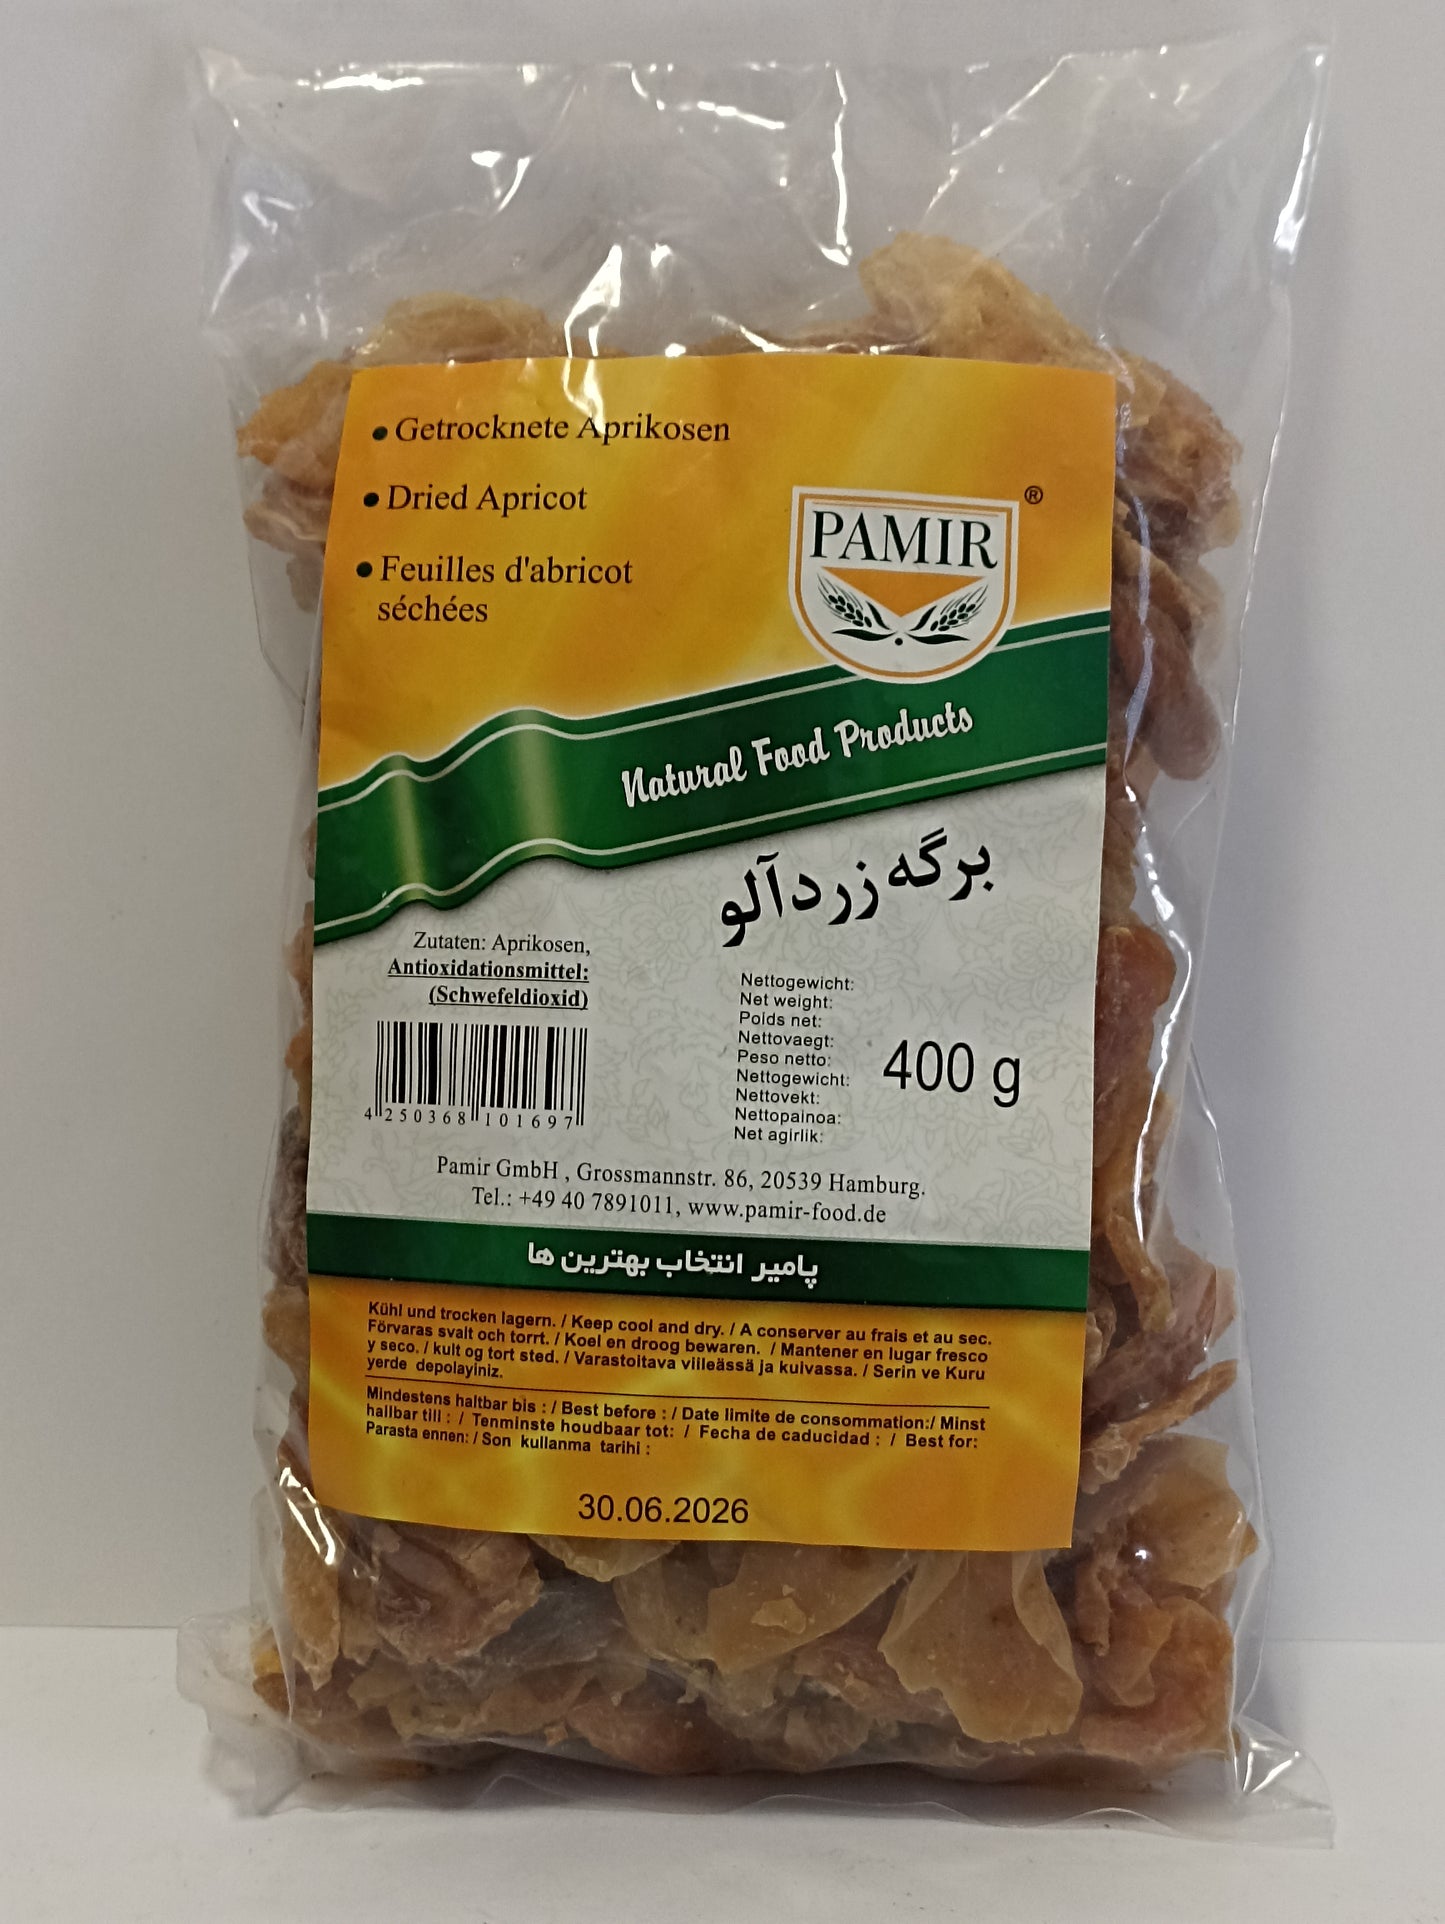 • Getrocknete Aprikosen
• Dried Apricot
• Feuilles d'abricot
séchées
PAMIR
®
Natural Food Products
برگه زردآلو
Zutaten: Aprikosen,
Antioxidationsmittel:
(Schwefeldioxid)
4 250368 101697
Nettogewicht:
Net weight:
Poids net:
Nettovaegt:
Peso netto:
Nettogewicht:
Nettovekt:
Nettopainoa:
Net agirlik:
400 g
Pamir GmbH , Grossmannstr. 86, 20539 Hamburg.
Tel.: +49 40 7891011, www.pamir-food.de
پامیر انتخاب بهترین ها
Kühl und trocken lagern. / Keep cool and dry. / A conserver au frais et au sec.
Förvaras svalt och torrt. / Koel en droog bewaren. / Mantener en lugar fresco
y seco. / kult og tort sted. / Varastoitava viileässä ja kuivassa. / Serin ve Kuru
yerde depolayiniz.
Mindestens haltbar bis : / Best before : / Date limite de consommation:/ Minst
hallbar till : / Tenminste houdbaar tot: / Fecha de caducidad : / Best for:
Parasta ennen: / Son kullanma tarihi :
30.06.2026